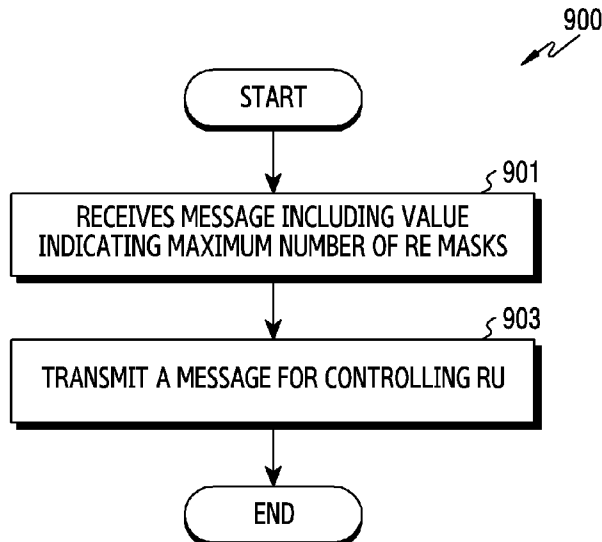 900
START
901
RECEIVES MESSAGE INCLUDING VALUE
INDICATING MAXIMUM NUMBER OF RE MASKS
903
TRANSMIT A MESSAGE FOR CONTROLLING RU
END